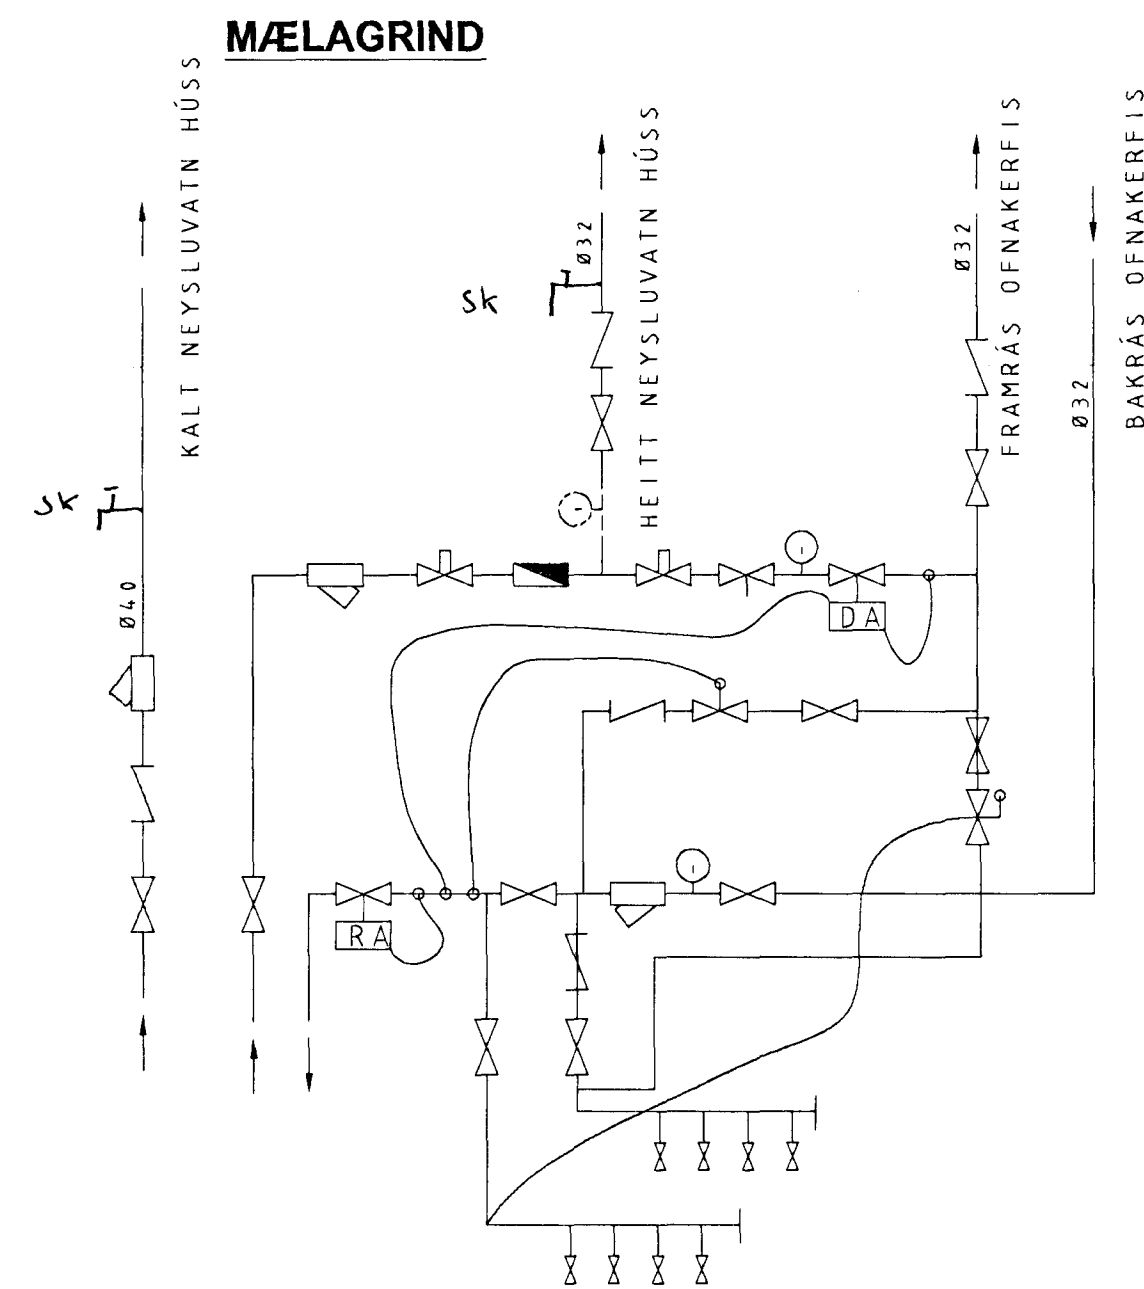 MÆLAGRIND
KALT NEYSLUVATN HÚSS
HEITT NEYSLUVATN HÚSS
FRAMRÁS OFNAKERFIS
BAKRÁS OFNAKERFIS
Ø32
Ø32
Ø32
SK
SK
Ø40
DA
RA